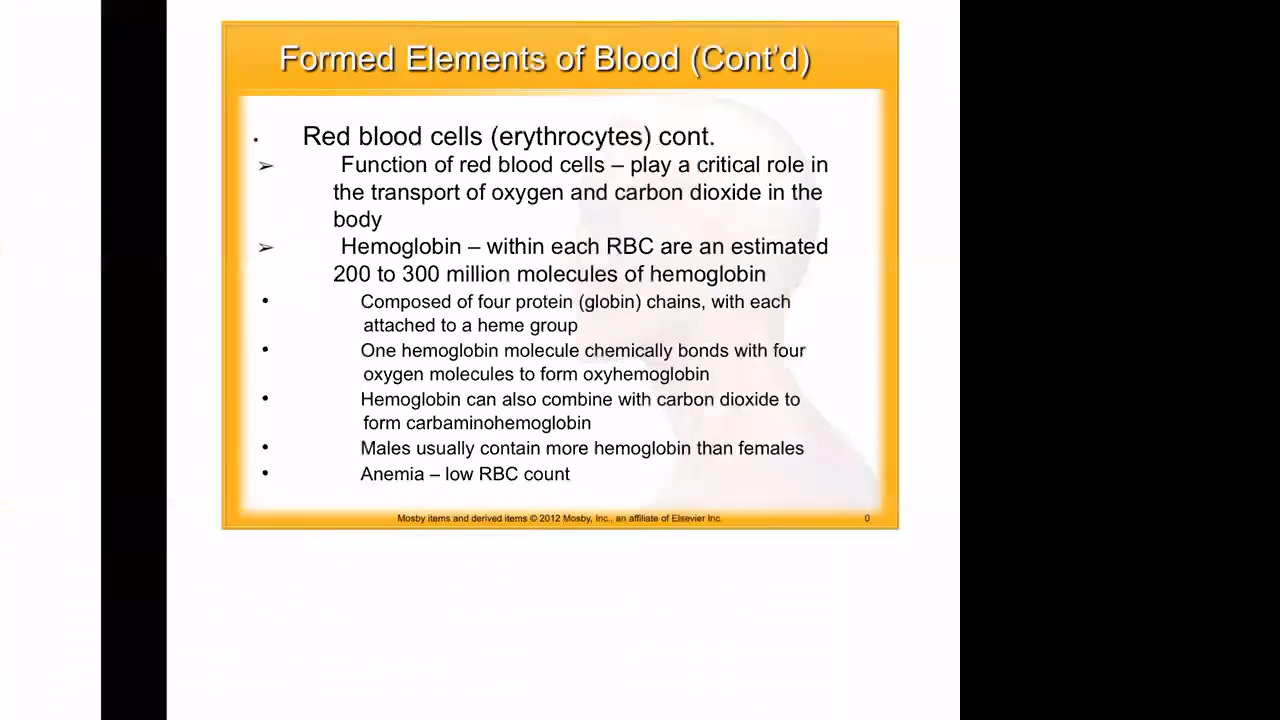 Formed Elements of Blood (Cont'd)
· Red blood cells (erythrocytes) cont.
➢ Function of red blood cells – play a critical role in
the transport of oxygen and carbon dioxide in the
body
➢ Hemoglobin – within each RBC are an estimated
200 to 300 million molecules of hemoglobin
• Composed of four protein (globin) chains, with each
attached to a heme group
• One hemoglobin molecule chemically bonds with four
oxygen molecules to form oxyhemoglobin
• Hemoglobin can also combine with carbon dioxide to
form carbaminohemoglobin
• Males usually contain more hemoglobin than females
• Anemia – low RBC count
Mosby items and derived items © 2012 Mosby, Inc., an affiliate of Elsevier Inc. 0